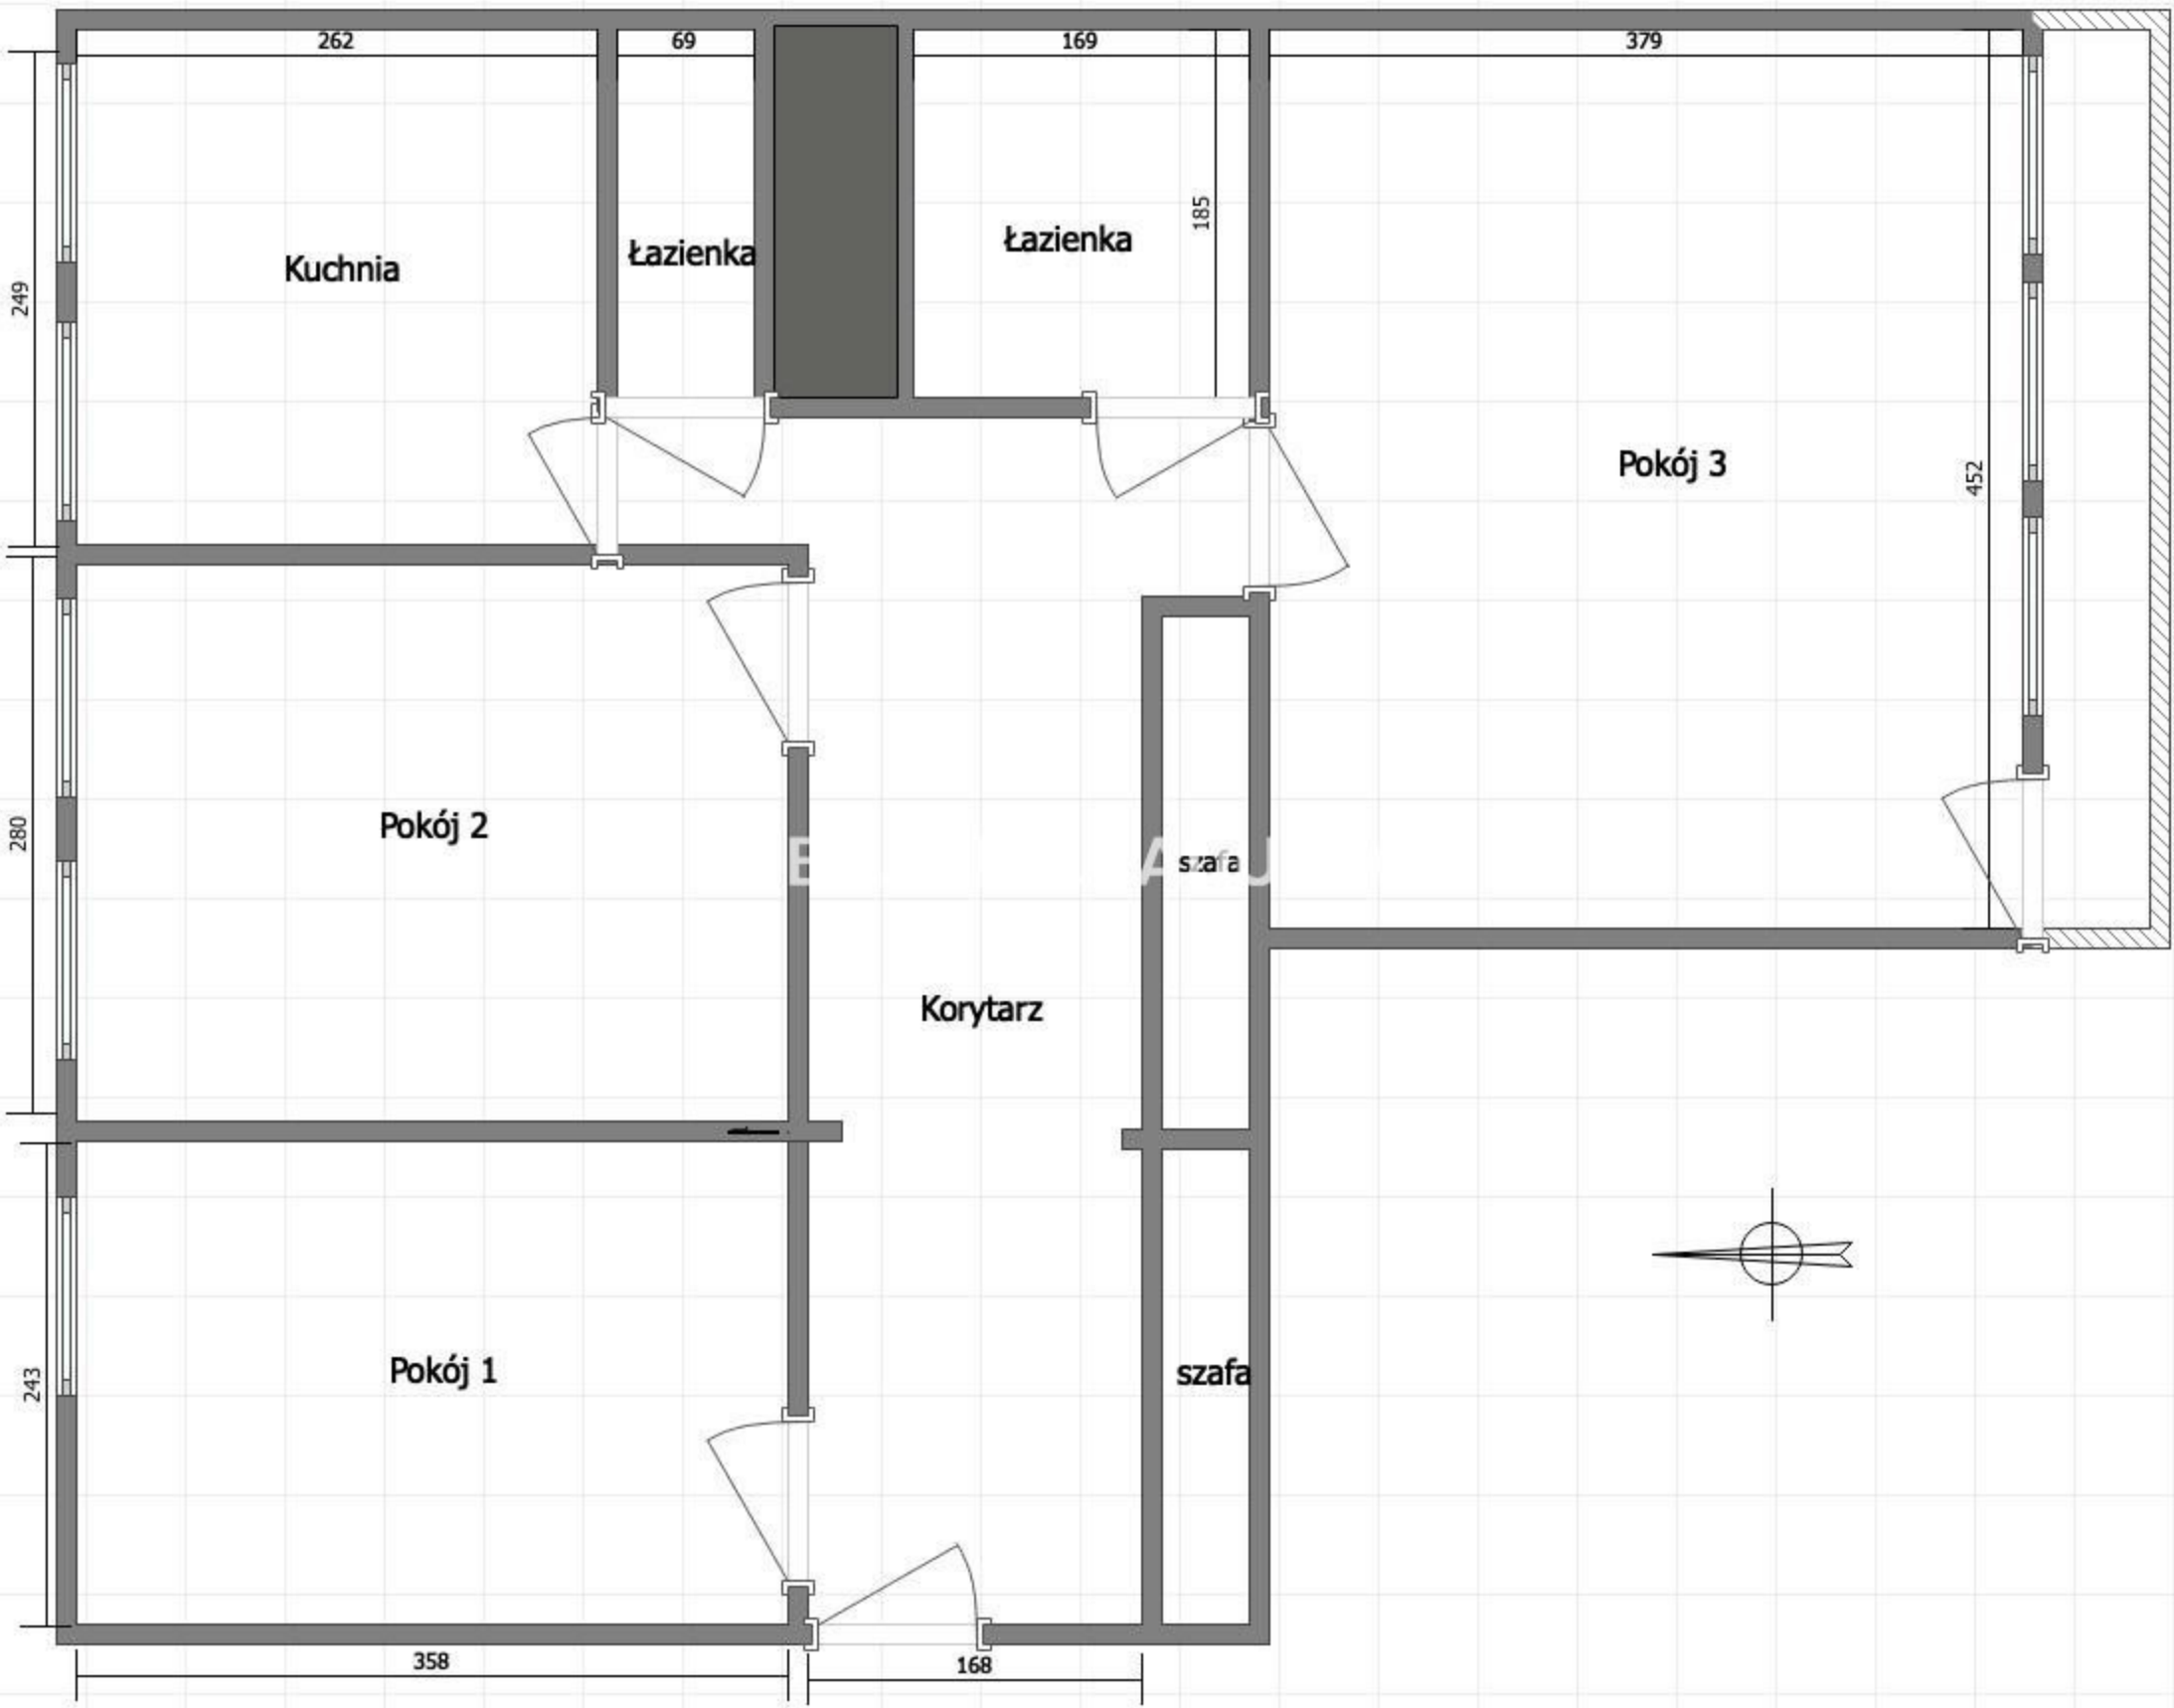 262
69
169
379
249
185
Kuchnia
Łazienka
Łazienka
Pokój 3
452
280
Pokój 2
szafa
Korytarz
243
Pokój 1
szafa
358
168